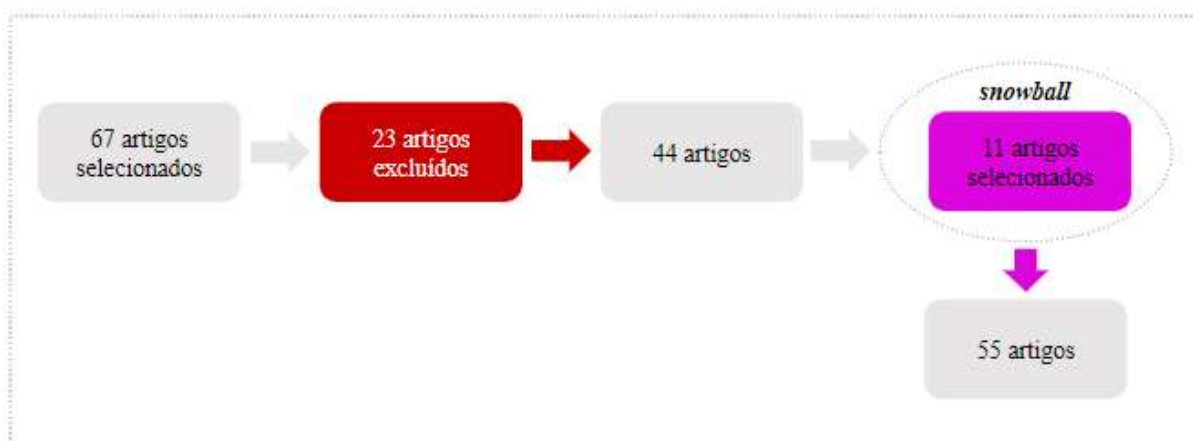 snowball
67 artigos
selecionados
23 artigos
excluídos
44 artigos
11 artigos
selecionados
55 artigos